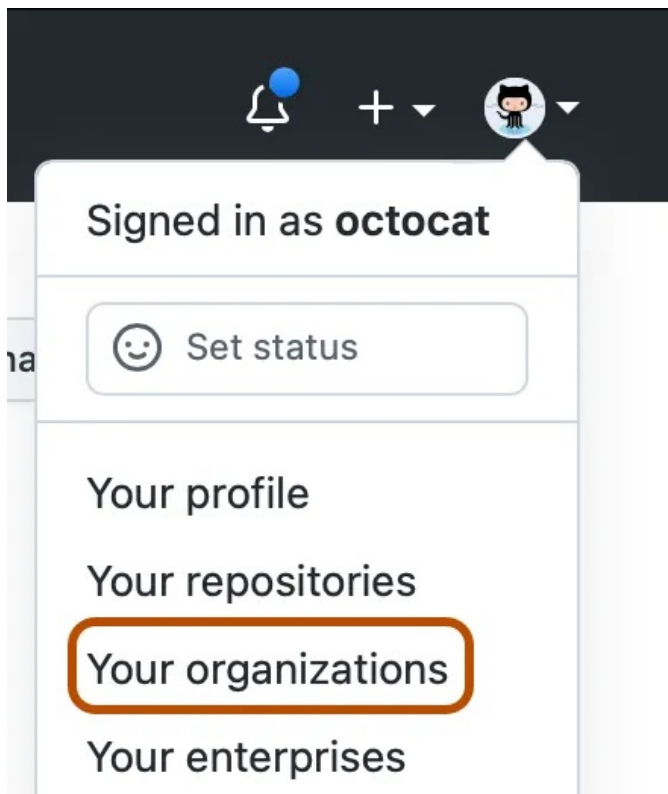 Signed in as octocat
Set status
Your profile
Your repositories
Your organizations
Your enterprises